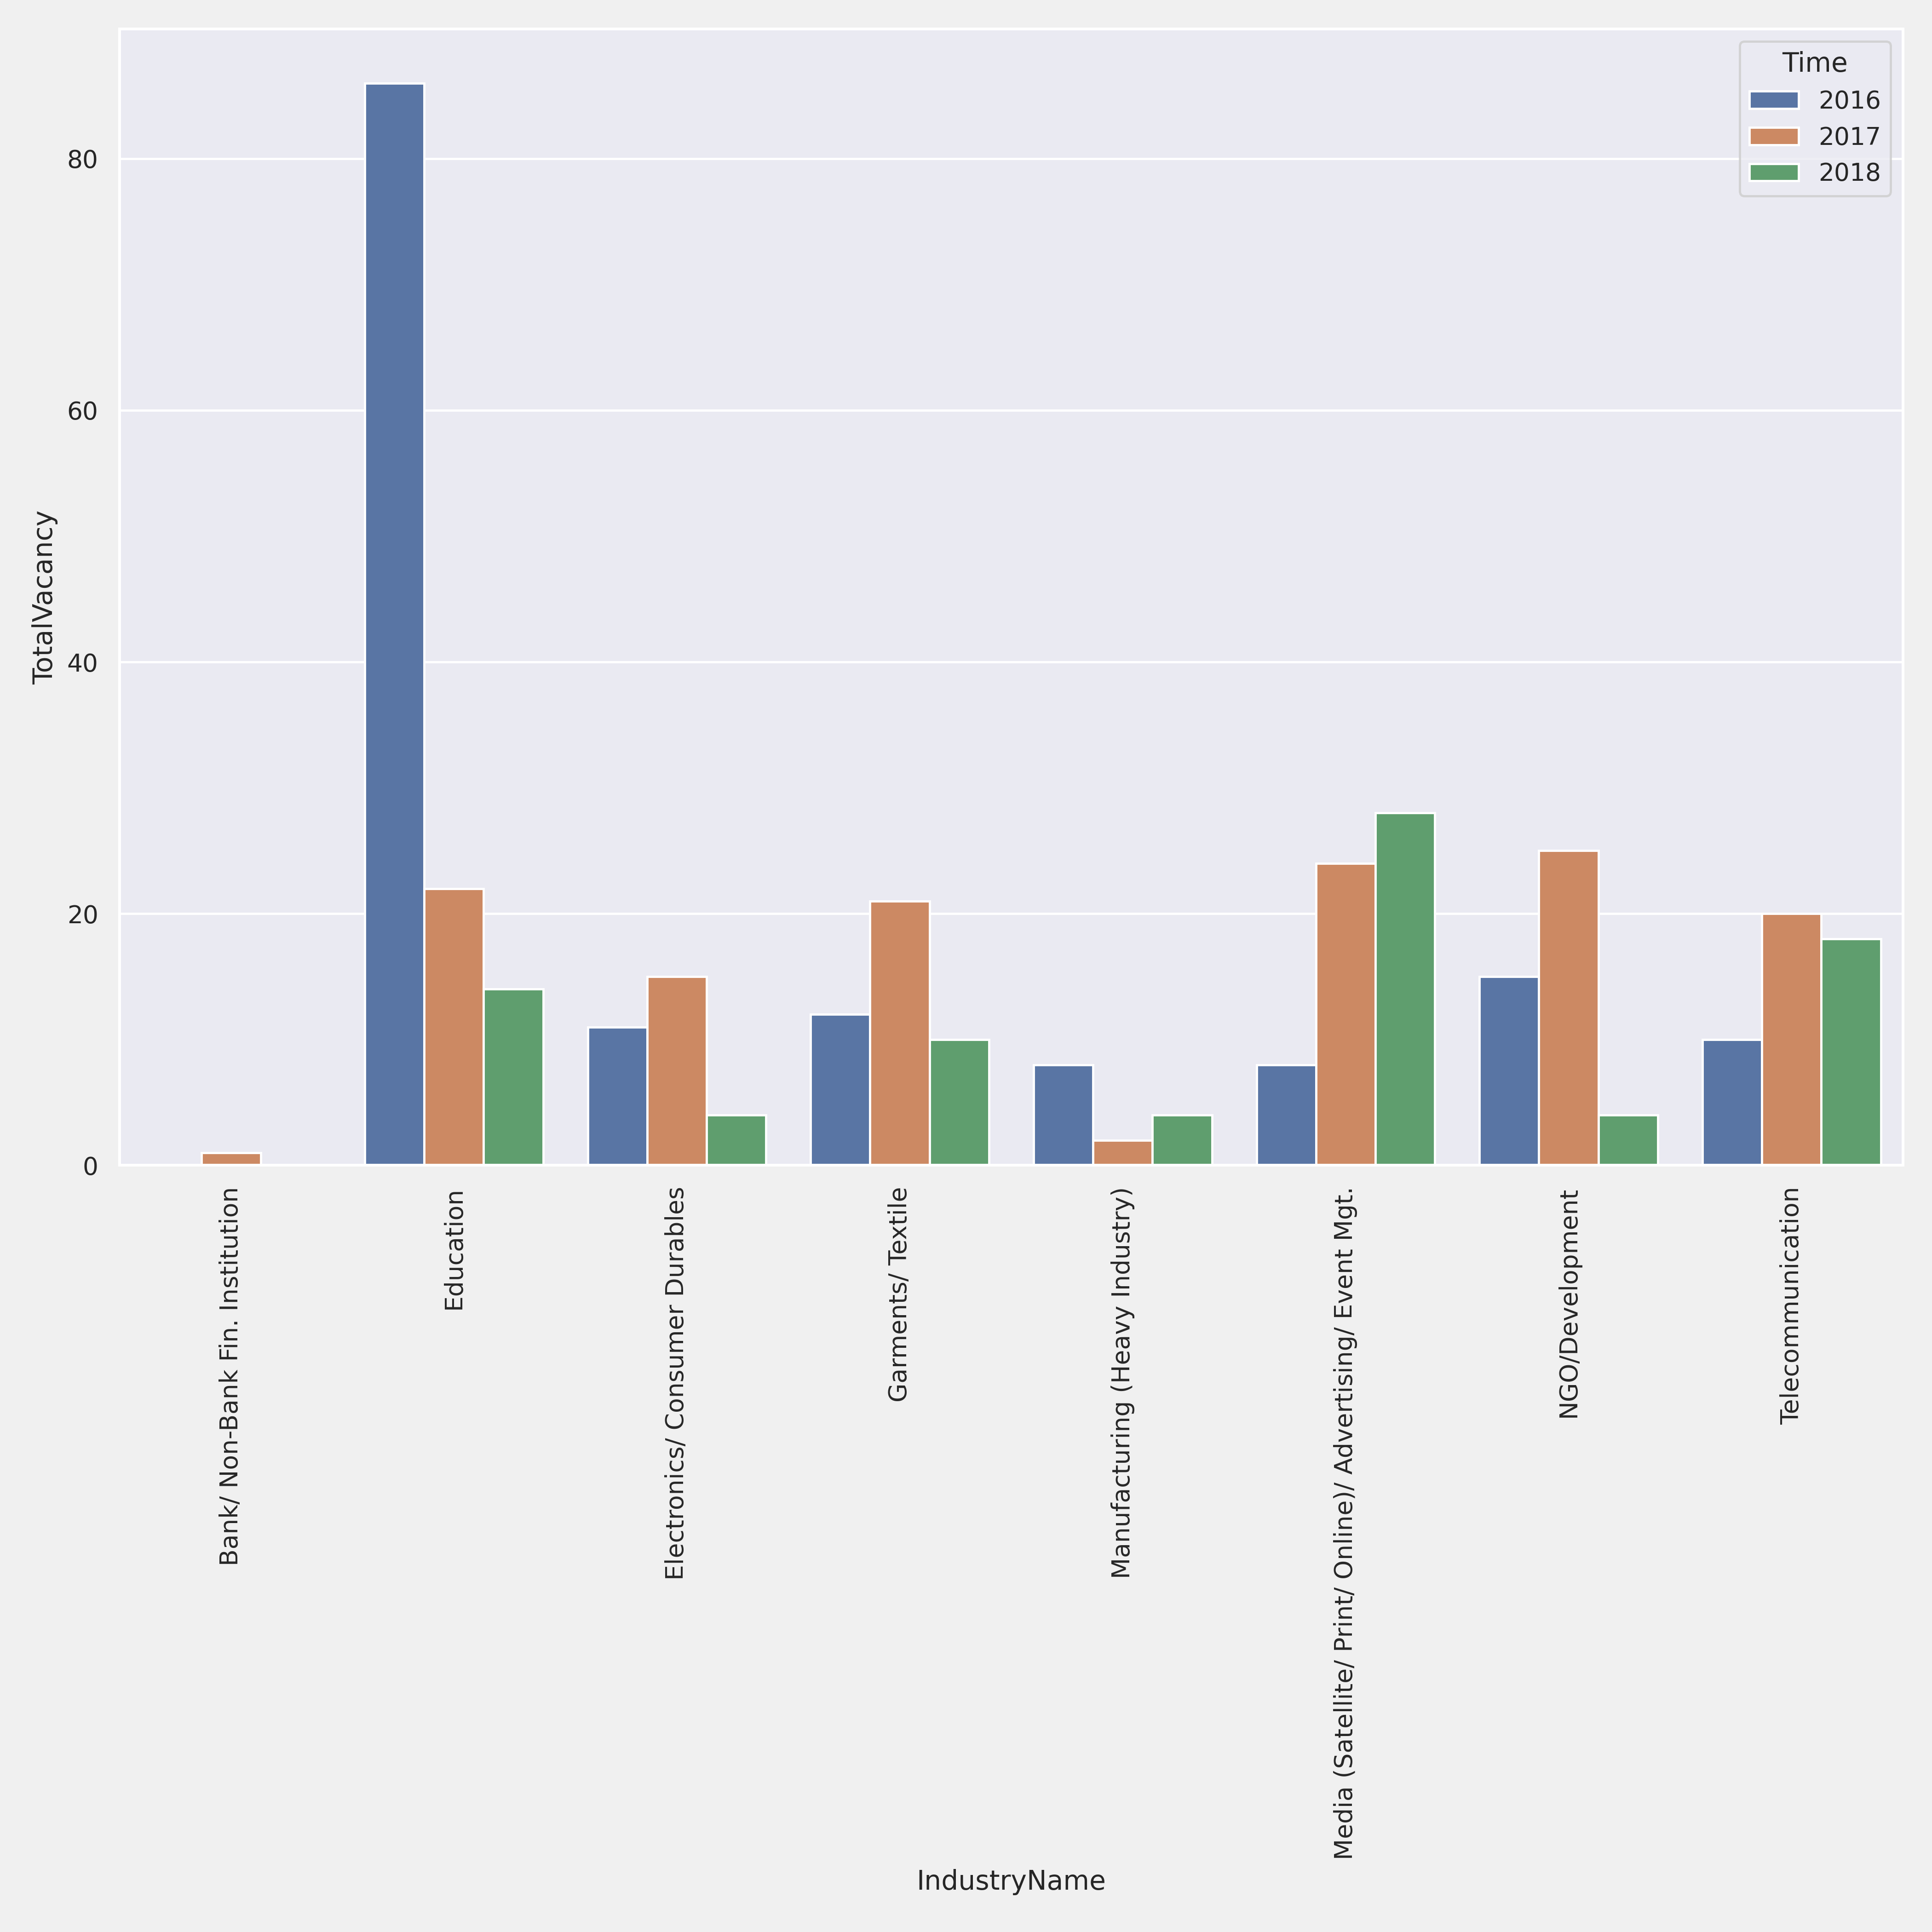 Time
2016
2017
2018
80
60
40
20
0
TotalVacancy
Bank/ Non-Bank Fin. Institution
Education
Electronics/ Consumer Durables
Garments/ Textile
Manufacturing (Heavy Industry)
Media (Satellite/ Print/ Online)/ Advertising/ Event Mgt.
NGO/Development
Telecommunication
IndustryName